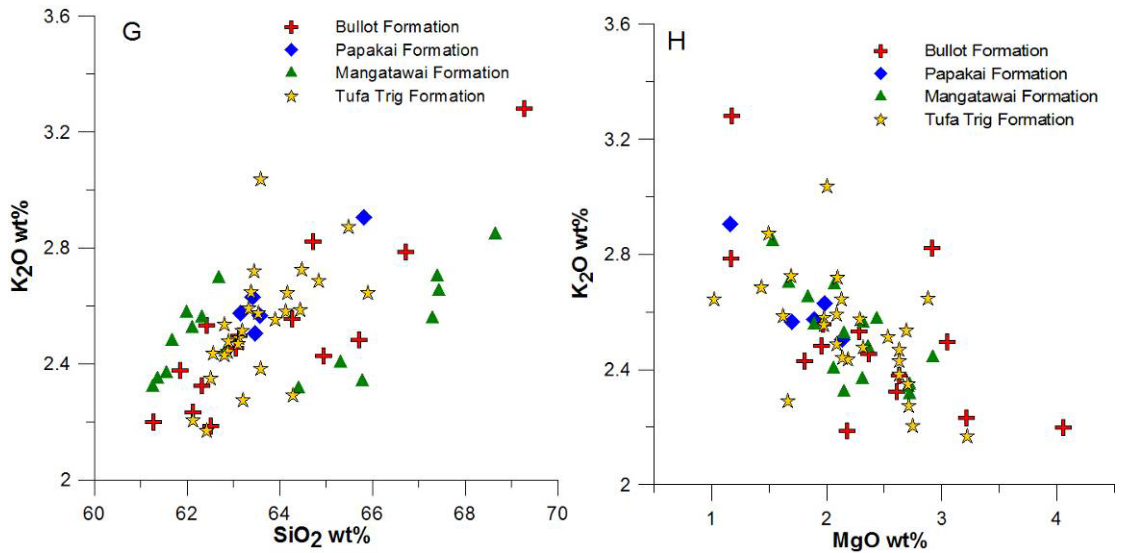 G
Bullot Formation
Papakai Formation
Mangatawai Formation
Tufa Trig Formation
3.6
3.2
2.8
2.4
2
K2O wt%
60 62 64 66 68 70
SiO2 wt%
H
Bullot Formation
Papakai Formation
Mangatawai Formation
Tufa Trig Formation
3.6
3.2
2.8
2.4
2
K2O wt%
1 2 3 4
MgO wt%